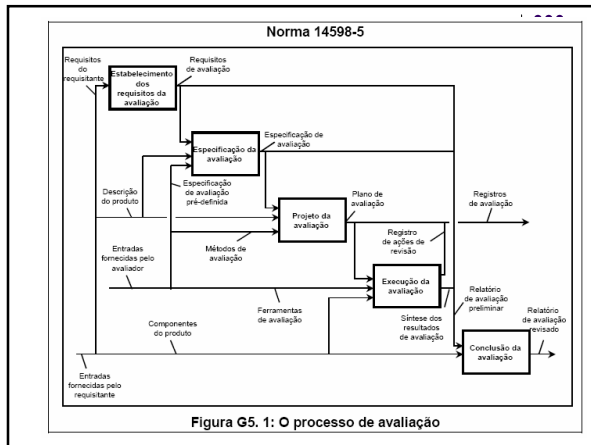 Norma 14598-5
Requisitos
do
requisitante
Estabelecimento
dos
requisitos da
avaliação
Requisitos
de avaliação
Especificação da
avaliação
Especificação de
avaliação
Descrição
do produto
Especificação
de avaliação
pré-definida
Projeto da
avaliação
Plano de
avaliação
Registros
de avaliação
Entradas
fornecidas pelo
avaliador
Métodos de
avaliação
Registro
de ações de
revisão
Execução da
avaliação
Ferramentas
de avaliação
Síntese dos
resultados
de avaliação
Relatório
de avaliação
preliminar
Relatório
de avaliação
revisado
Componentes
do produto
Conclusão da
avaliação
Entradas
fornecidas pelo
requisitante
Figura G5. 1: O processo de avaliação